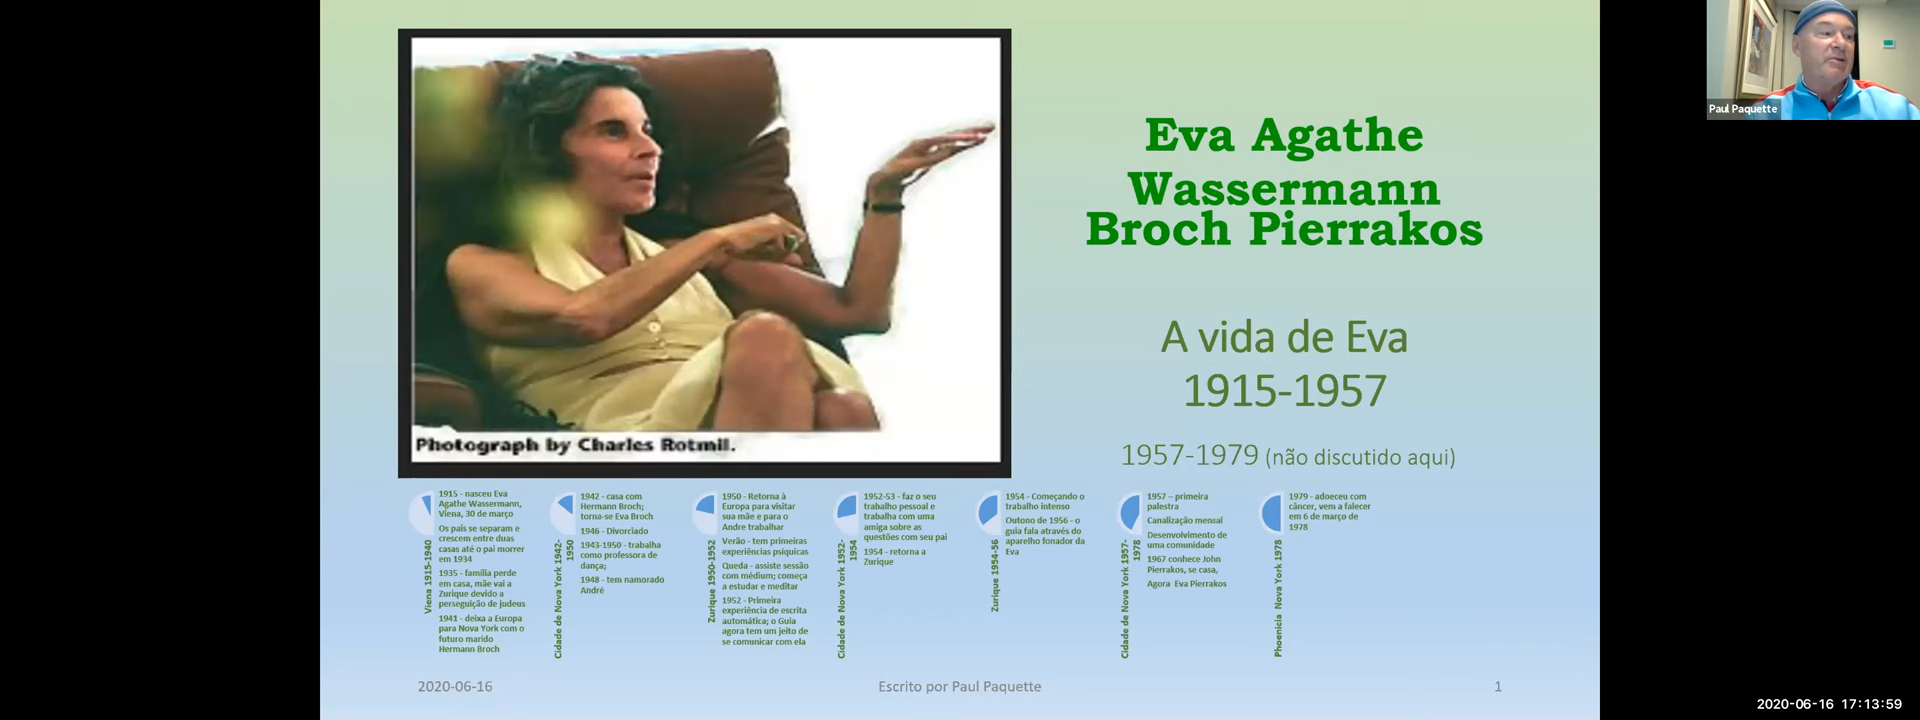 Photograph by Charles Rotmil.
Eva Agathe
Wassermann
Broch Pierrakos
A vida de Eva
1915-1957
1957-1979 (não discutido aqui)
Viena 1915-1940
1915 - nasceu Eva
Agathe Wassermann,
Viena, 30 de março
Os pais se separam e
crescem entre duas
casas até o pai morrer
em 1934
1935 - família perde
em casa, mãe vai a
Zurique devido a
perseguição de judeus
1941 - deixa a Europa
para Nova York com o
futuro marido
Hermann Broch
Cidade de Nova York 1942-
1950
1942 - casa com
Hermann Broch;
torna-se Eva Broch
1946 - Divorciado
1943-1950 - trabalha
como professora de
dança;
1948 - tem namorado
André
Zurique 1950-1952
1950 - Retorna à
Europa para visitar
sua mãe e para o
Andre trabalhar
Verão - tem primeiras
experiências psíquicas
Queda - assiste sessão
com médium; começa
a estudar e meditar
1952 - Primeira
experiência de escrita
automática; o Guia
agora tem um jeito de
se comunicar com ela
Cidade de Nova York 1952-
1954
1952-53 - faz o seu
trabalho pessoal e
trabalha com uma
amiga sobre as
questões com seu pai
1954 - retorna a
Zurique
Zurique 1954-56
1954 - Começando o
trabalho intenso
Outono de 1956 - o
guia fala através do
aparelho fonador da
Eva
Cidade de Nova York 1957-
1978
1957 – primeira
palestra
Canalização mensal
Desenvolvimento de
uma comunidade
1967 conhece John
Pierrakos, se casa,
Agora Eva Pierrakos
Phoenicia Nova York 1978
1979 - adoeceu com
câncer, vem a falecer
em 6 de março de
1978
2020-06-16
Escrito por Paul Paquette
1
Paul Paquette
2020-06-16 17:13:59